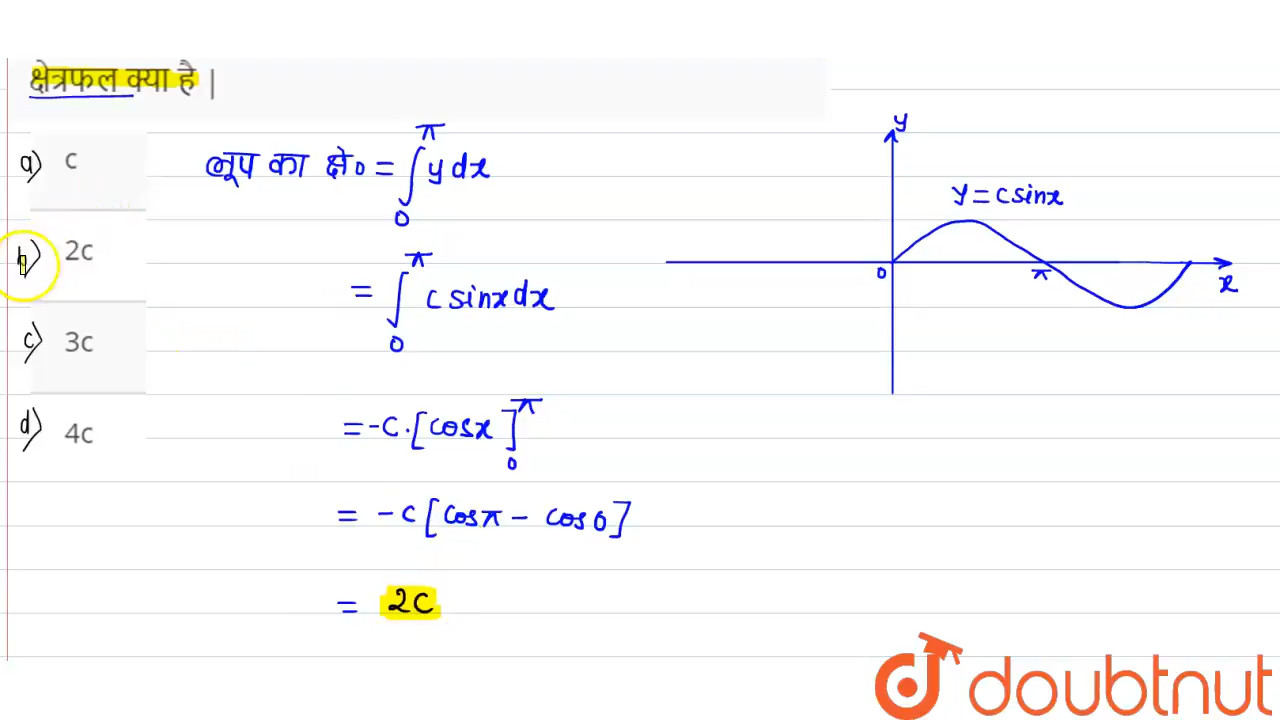 क्षेत्रफल क्या है |
a) c
b) 2c
c) 3c
d) 4c
लूप का क्षे० = ∫₀^π y dx
= ∫₀^π c sinx dx
= -c·[cosx]₀^π
= -c[cosπ - cos0]
= 2c
y
y = c sinx
0
π
x
doubtnut